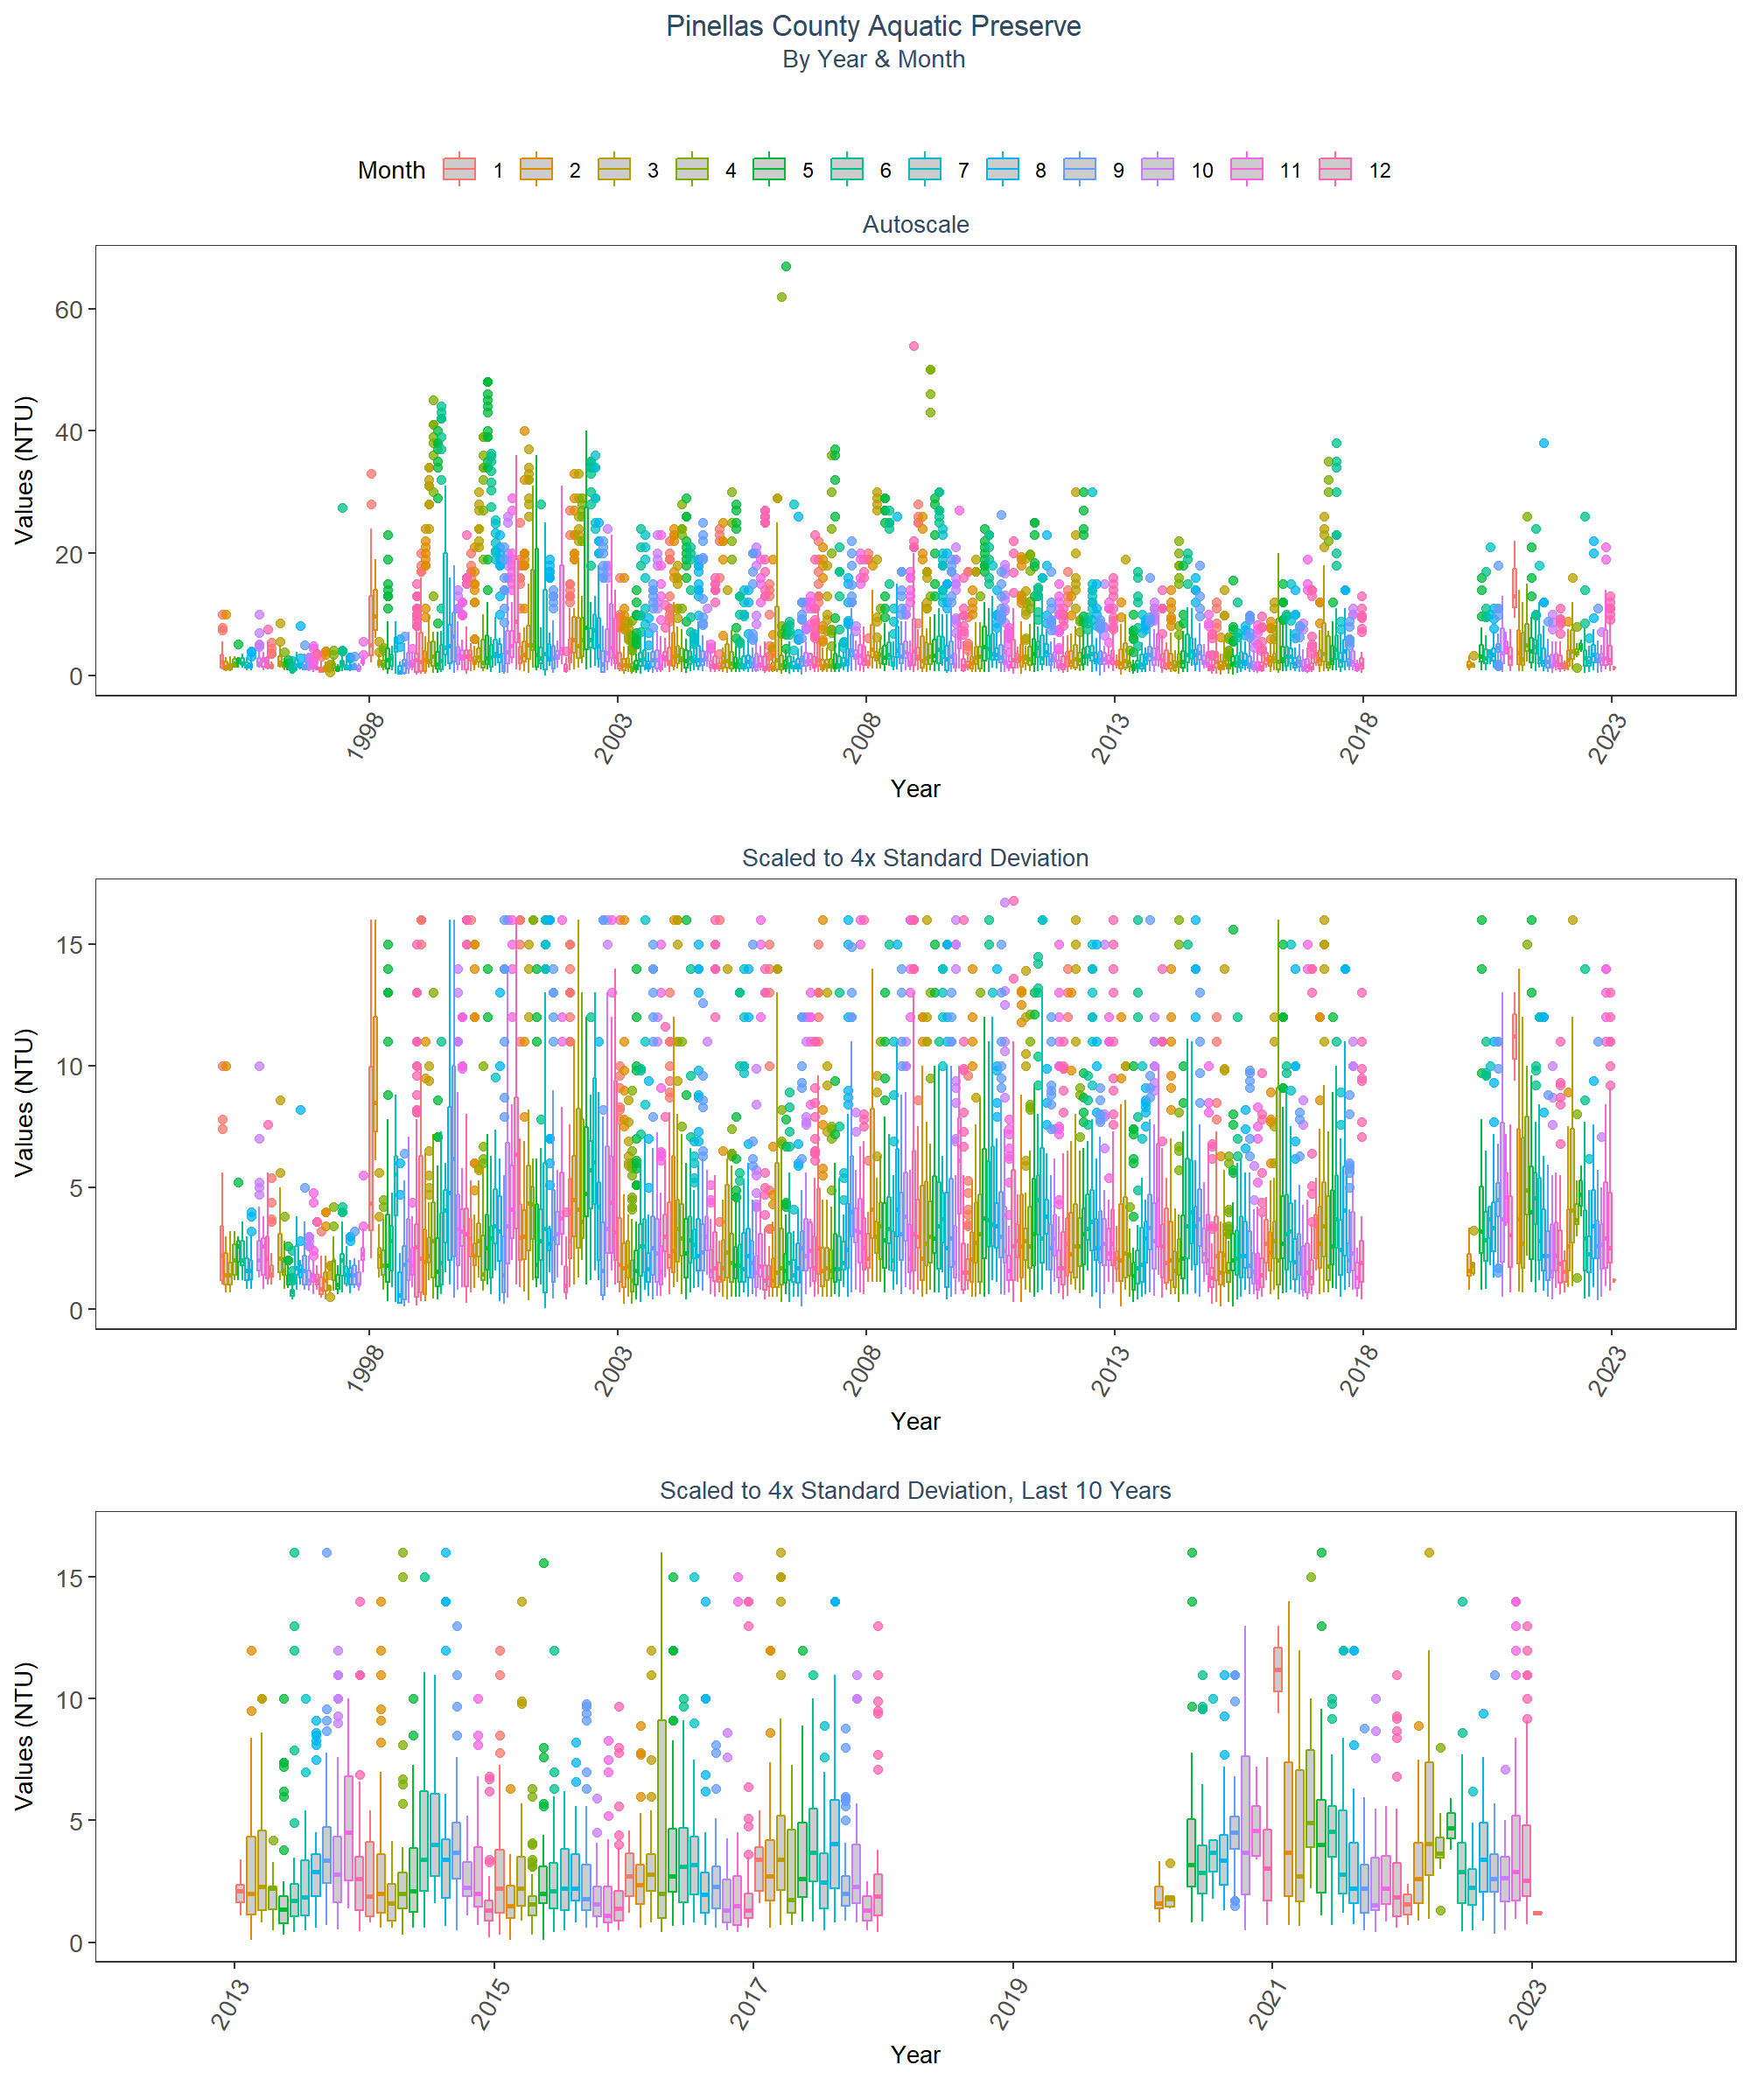 Pinellas County Aquatic Preserve
By Year & Month
Month 1 2 3 4 5 6 7 8 9 10 11 12
Autoscale
Values (NTU)
60
40
20
0
1998 2003 2008 2013 2018 2023
Year
Scaled to 4x Standard Deviation
Values (NTU)
15
10
5
0
1998 2003 2008 2013 2018 2023
Year
Scaled to 4x Standard Deviation, Last 10 Years
Values (NTU)
15
10
5
0
2013 2015 2017 2019 2021 2023
Year